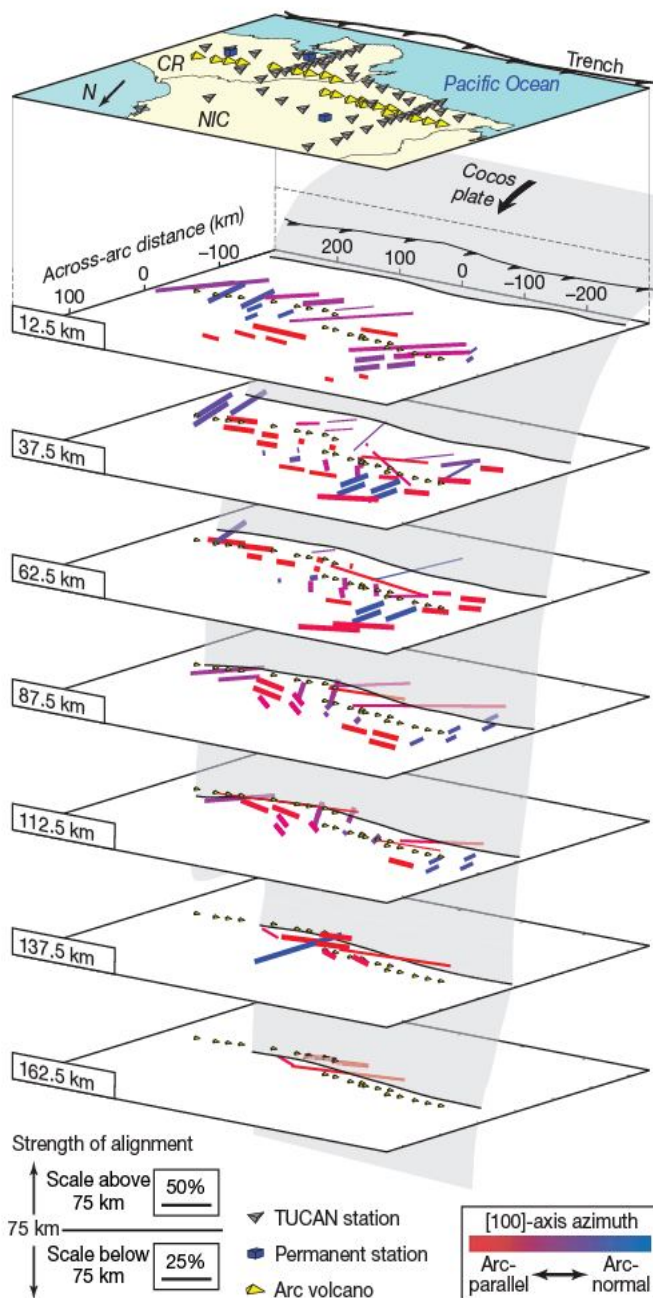 Trench
CR
Pacific Ocean
N
NIC
Cocos
plate
Across-arc distance (km)
100
0
−100
200
100
0
−100
−200
12.5 km
37.5 km
62.5 km
87.5 km
112.5 km
137.5 km
162.5 km
Strength of alignment
Scale above
75 km
50%
75 km
Scale below
75 km
25%
TUCAN station
Permanent station
Arc volcano
[100]-axis azimuth
Arc-
parallel
Arc-
normal